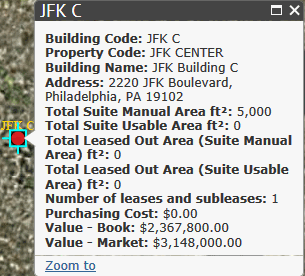 JFK C
Building Code: JFK C
Property Code: JFK CENTER
Building Name: JFK Building C
Address: 2220 JFK Boulevard,
Philadelphia, PA 19102
Total Suite Manual Area ft²: 5,000
Total Suite Usable Area ft²: 0
Total Leased Out Area (Suite Manual
Area) ft²: 0
Total Leased Out Area (Suite Usable
Area) ft²: 0
Number of leases and subleases: 1
Purchasing Cost: $0.00
Value - Book: $2,367,800.00
Value - Market: $3,148,000.00
Zoom to
JFK C